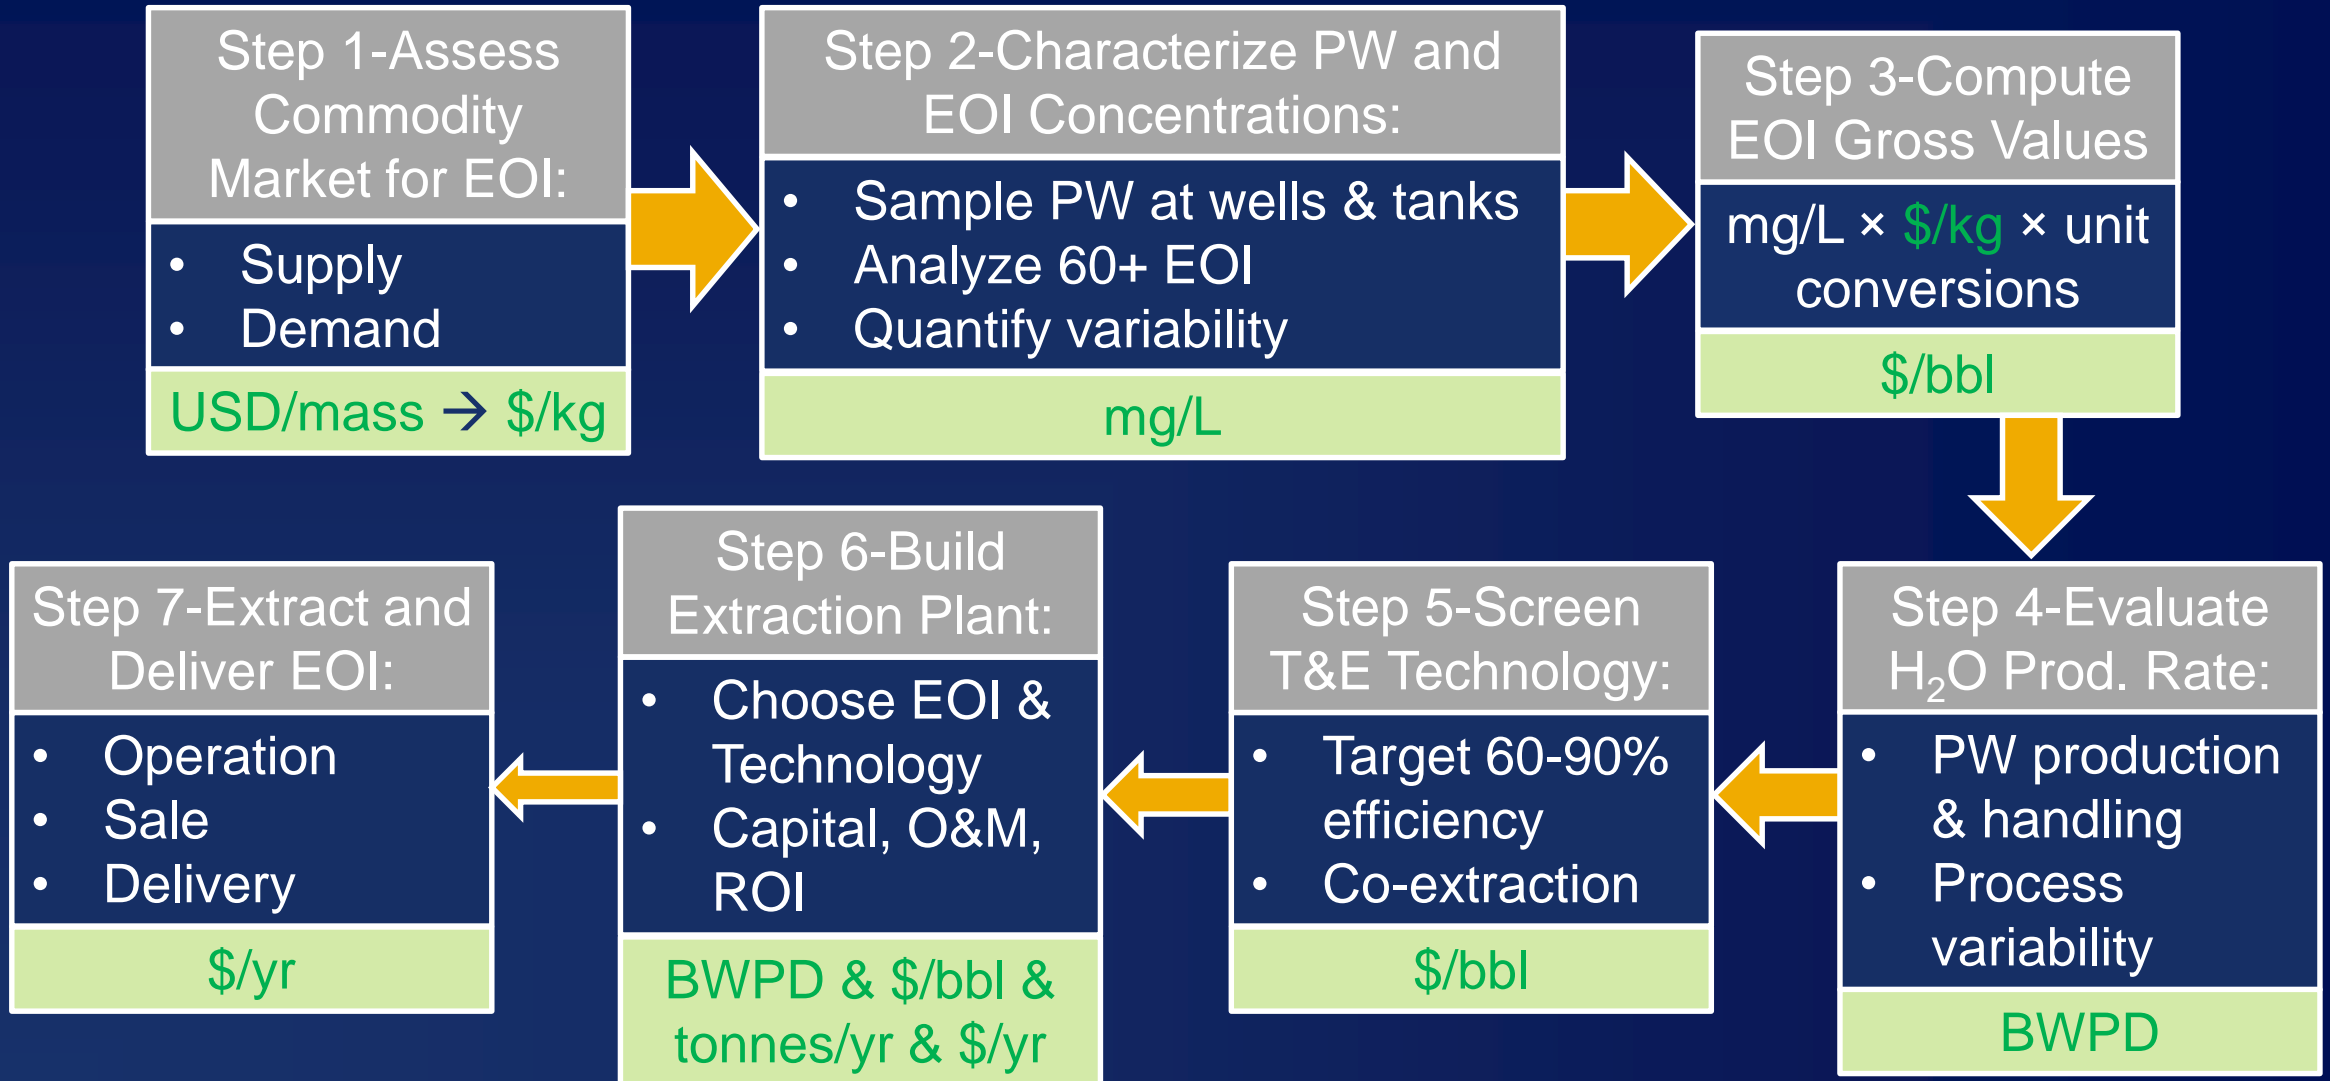 Step 1-Assess
Commodity
Market for EOI:
• Supply
• Demand
USD/mass → $/kg
Step 2-Characterize PW and
EOI Concentrations:
• Sample PW at wells & tanks
• Analyze 60+ EOI
• Quantify variability
mg/L
Step 3-Compute
EOI Gross Values
mg/L × $/kg × unit
conversions
$/bbl
Step 4-Evaluate
H₂O Prod. Rate:
• PW production
& handling
• Process
variability
BWPD
Step 5-Screen
T&E Technology:
• Target 60-90%
efficiency
• Co-extraction
$/bbl
Step 6-Build
Extraction Plant:
• Choose EOI &
Technology
• Capital, O&M,
ROI
BWPD & $/bbl &
tonnes/yr & $/yr
Step 7-Extract and
Deliver EOI:
• Operation
• Sale
• Delivery
$/yr